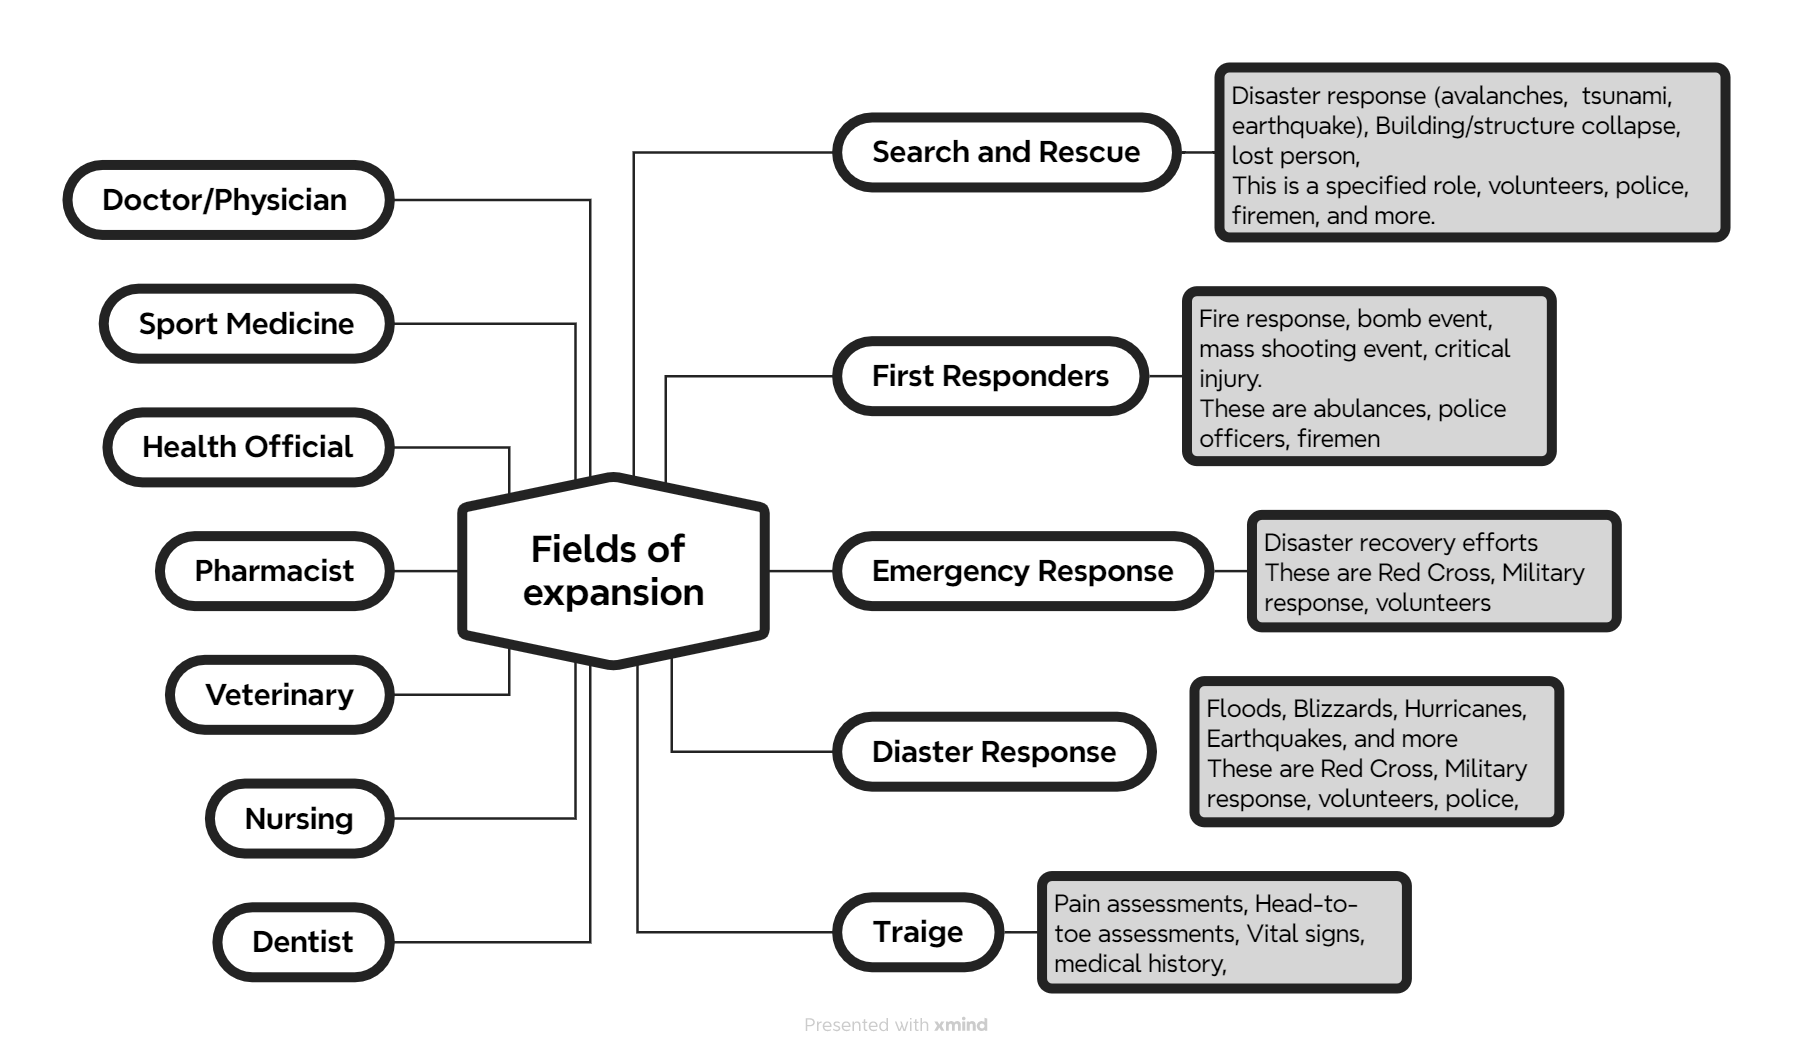 Doctor/Physician
Sport Medicine
Health Official
Pharmacist
Veterinary
Nursing
Dentist
Fields of
expansion
Search and Rescue
Disaster response (avalanches,  tsunami,
earthquake), Building/structure collapse,
lost person,
This is a specified role, volunteers, police,
firemen, and more.
First Responders
Fire response, bomb event,
mass shooting event, critical
injury.
These are abulances, police
officers, firemen
Emergency Response
Disaster recovery efforts
These are Red Cross, Military
response, volunteers
Diaster Response
Floods, Blizzards, Hurricanes,
Earthquakes, and more
These are Red Cross, Military
response, volunteers, police,
Traige
Pain assessments, Head-to-
toe assessments, Vital signs,
medical history,
Presented with xmind